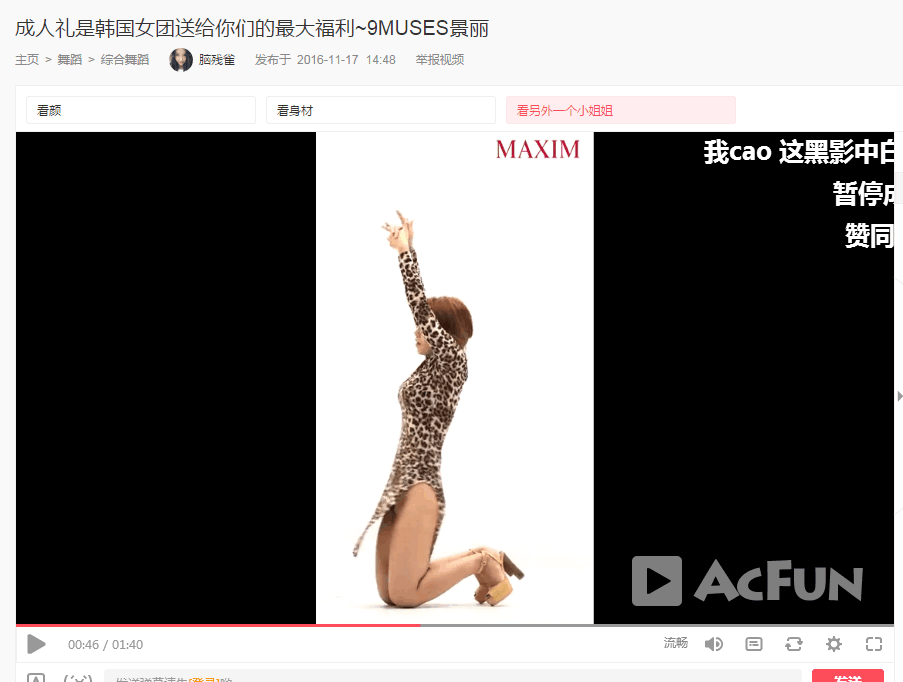 成人礼是韩国女团送给你们的最大福利~9MUSES景丽
主页 > 舞蹈 > 综合舞蹈 脑残雀 发布于 2016-11-17 14:48 举报视频
看颜 看身材 看另外一个小姐姐
MAXIM
我cao 这黑影中白
暂停成
赞同
AcFun
00:46 / 01:40 流畅
发送